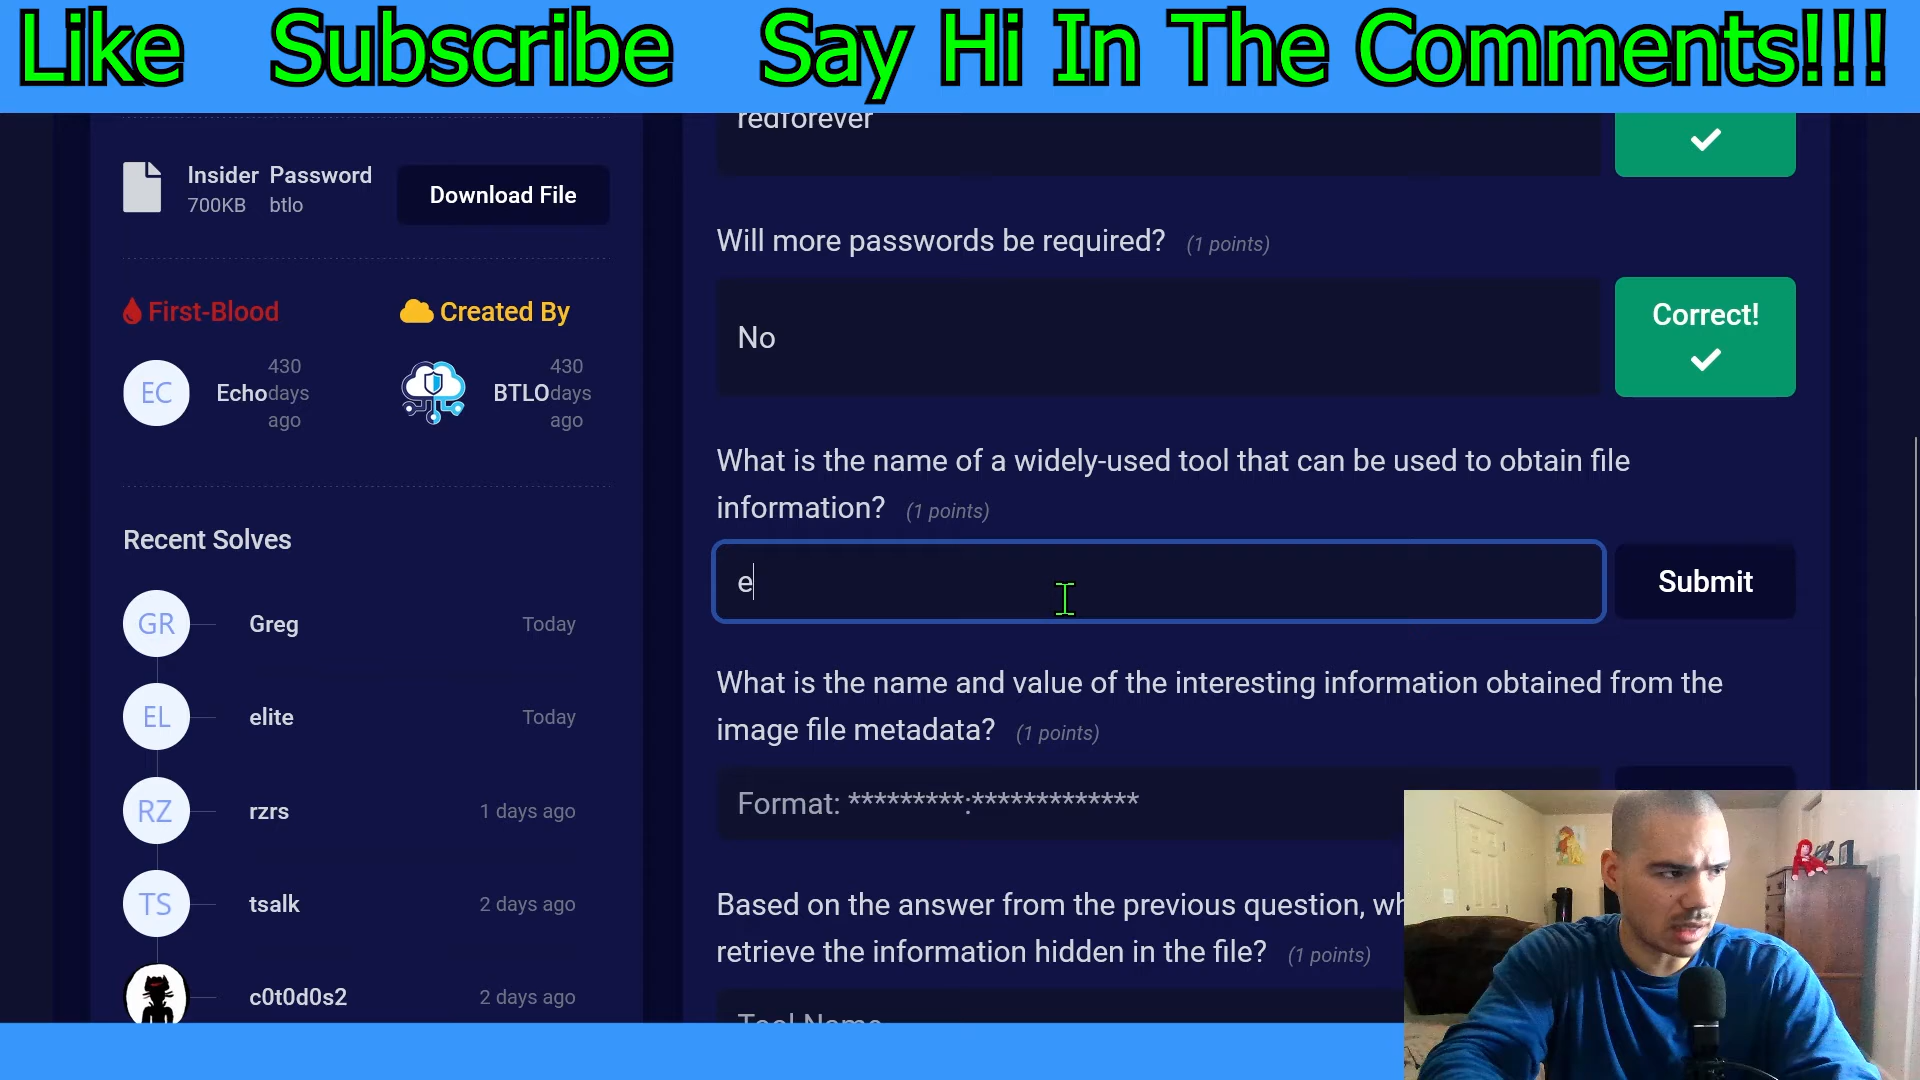 Like Subscribe Say Hi In The Comments!!!
redforever
Insider Password
700KB btlo
Download File
Will more passwords be required? (1 points)
First-Blood
Created By
No
Correct!
EC
Echo
430 days ago
BTLO
430 days ago
What is the name of a widely-used tool that can be used to obtain file
information? (1 points)
Recent Solves
e
Submit
GR Greg Today
What is the name and value of the interesting information obtained from the
image file metadata? (1 points)
EL elite Today
Format: *********:*************
RZ rzrs 1 days ago
Based on the answer from the previous question, wh
retrieve the information hidden in the file? (1 points)
TS tsalk 2 days ago
c0t0d0s2 2 days ago
Tool Name